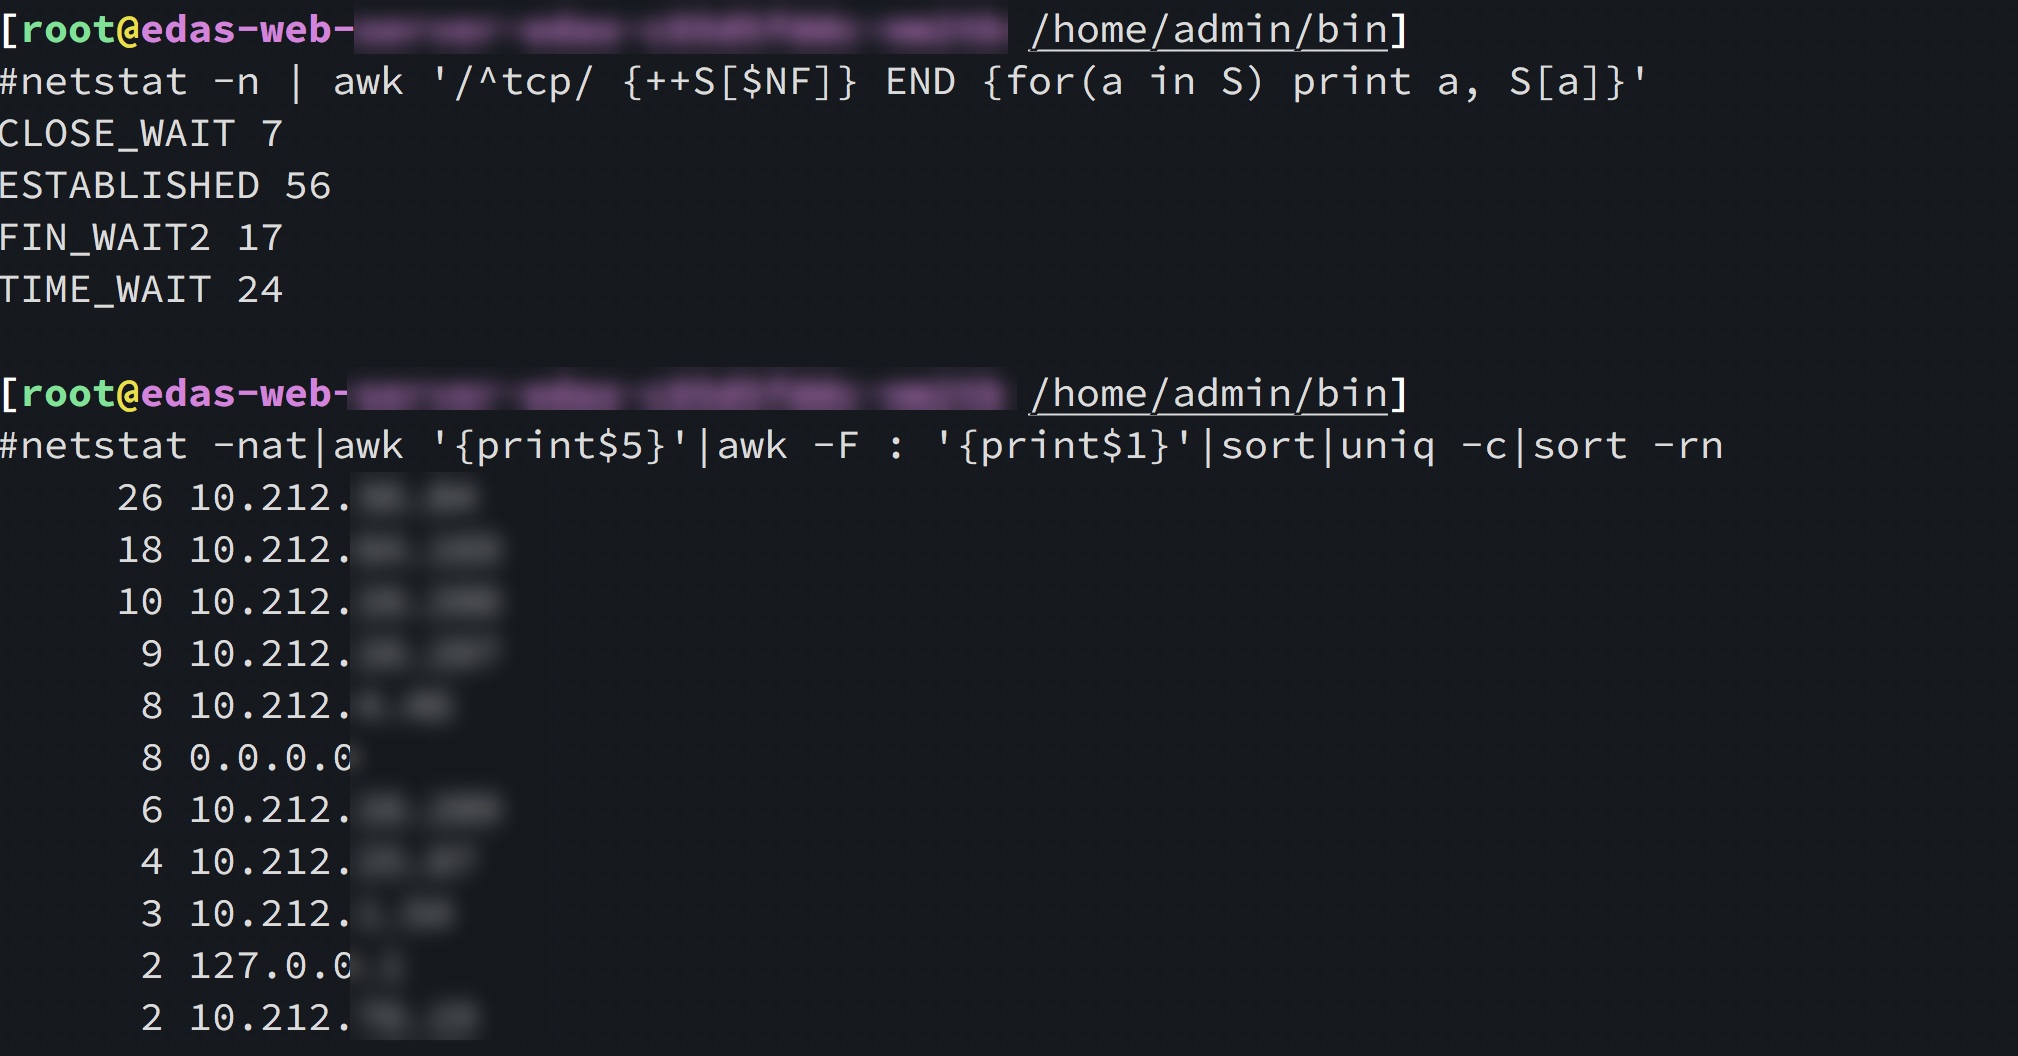 [root@edas-web- /home/admin/bin]
#netstat -n | awk '/^tcp/ {++S[$NF]} END {for(a in S) print a, S[a]}'
CLOSE_WAIT 7
ESTABLISHED 56
FIN_WAIT2 17
TIME_WAIT 24
[root@edas-web- /home/admin/bin]
#netstat -nat|awk '{print$5}'|awk -F : '{print$1}'|sort|uniq -c|sort -rn
26 10.212.
18 10.212.
10 10.212.
9 10.212.
8 10.212.
8 0.0.0.0
6 10.212.
4 10.212.
3 10.212.
2 127.0.0
2 10.212.